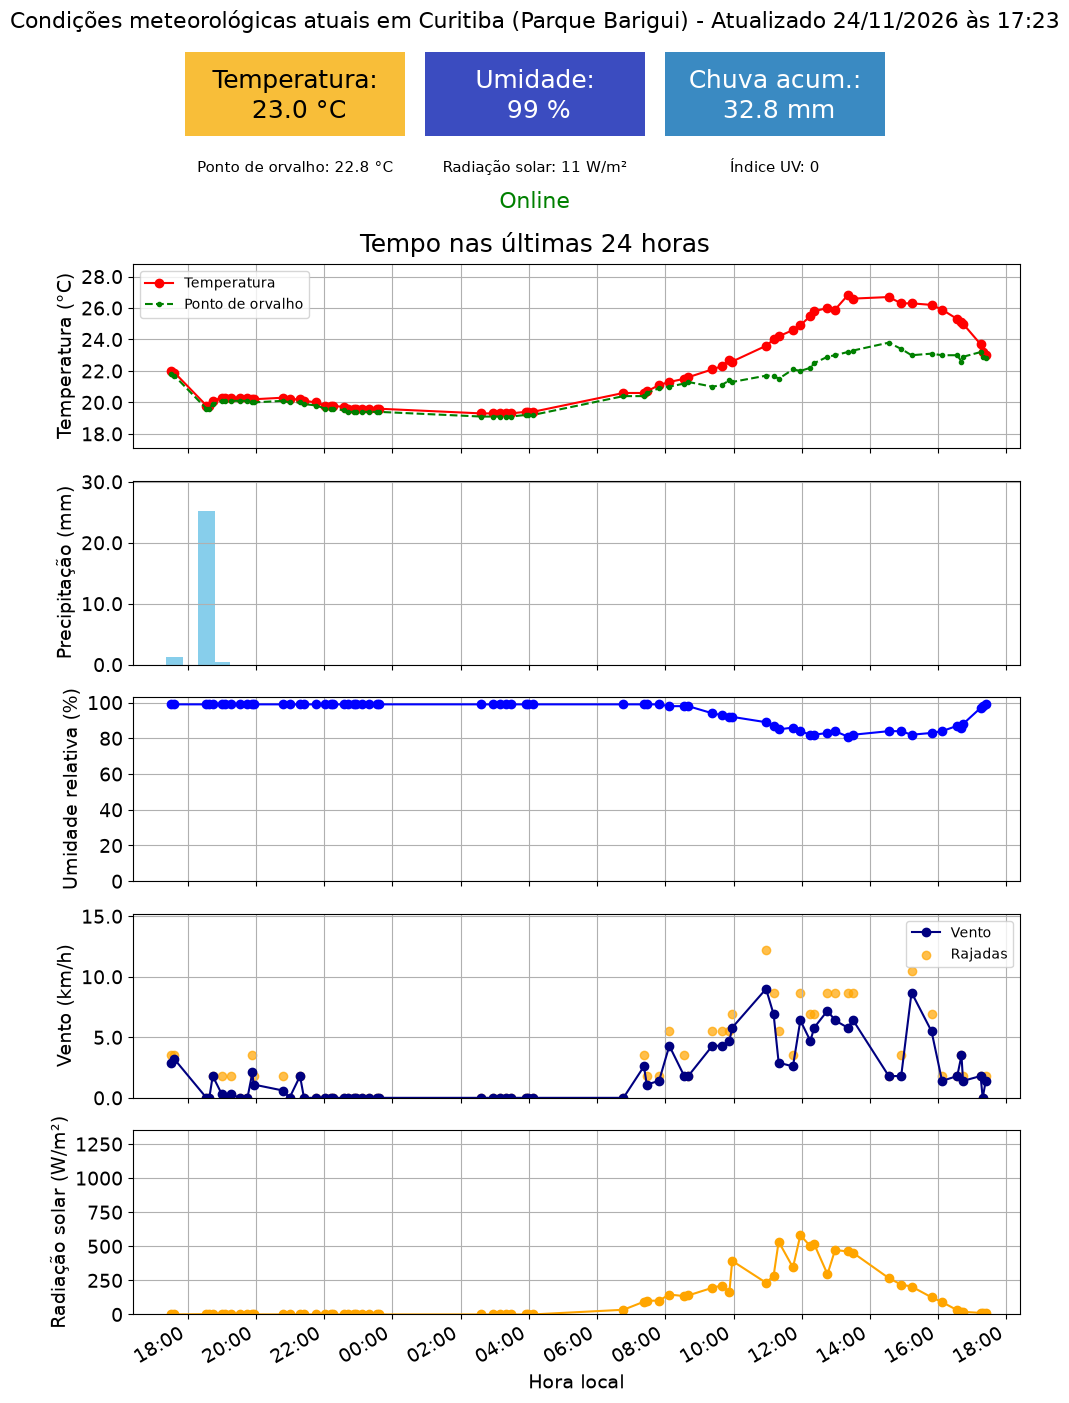 Condições meteorológicas atuais em Curitiba (Parque Barigui) - Atualizado 24/11/2026 às 17:23
Temperatura:
23.0 °C
Umidade:
99 %
Chuva acum.:
32.8 mm
Ponto de orvalho: 22.8 °C
Radiação solar: 11 W/m²
Índice UV: 0
Online
Tempo nas últimas 24 horas
Temperatura (°C)
28.0
26.0
24.0
22.0
20.0
18.0
Temperatura
Ponto de orvalho
Precipitação (mm)
30.0
20.0
10.0
0.0
Umidade relativa (%)
100
80
60
40
20
0
Vento (km/h)
15.0
10.0
5.0
0.0
Vento
Rajadas
Radiação solar (W/m²)
1250
1000
750
500
250
0
18:00
20:00
22:00
00:00
02:00
04:00
06:00
08:00
10:00
12:00
14:00
16:00
18:00
Hora local